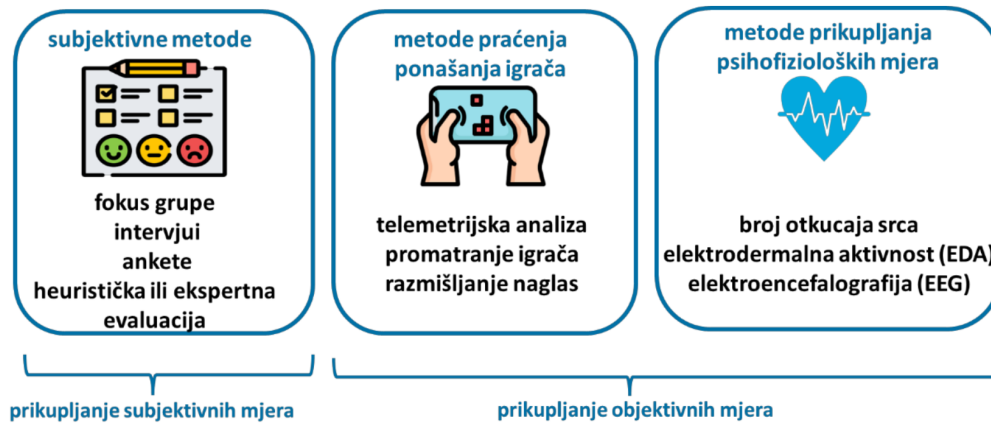 subjektivne metode
fokus grupe
intervjui
ankete
heuristička ili ekspertna
evaluacija
metode praćenja
ponašanja igrača
telemetrijska analiza
promatranje igrača
razmišljanje naglas
metode prikupljanja
psihofizioloških mjera
broj otkucaja srca
elektrodermalna aktivnost (EDA)
elektroencefalografija (EEG)
prikupljanje subjektivnih mjera
prikupljanje objektivnih mjera